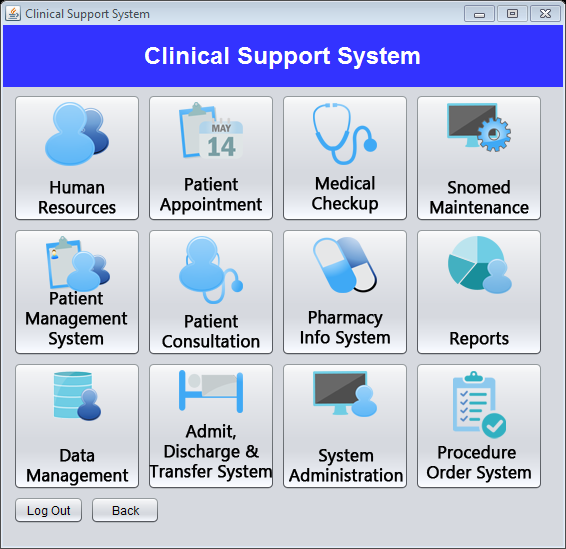 Clinical Support System
Clinical Support System
Human
Resources
MAY
14
Patient
Appointment
Medical
Checkup
Snomed
Maintenance
Patient
Management
System
Patient
Consultation
Pharmacy
Info System
Reports
Data
Management
Admit,
Discharge &
Transfer System
System
Administration
Procedure
Order System
Log Out
Back